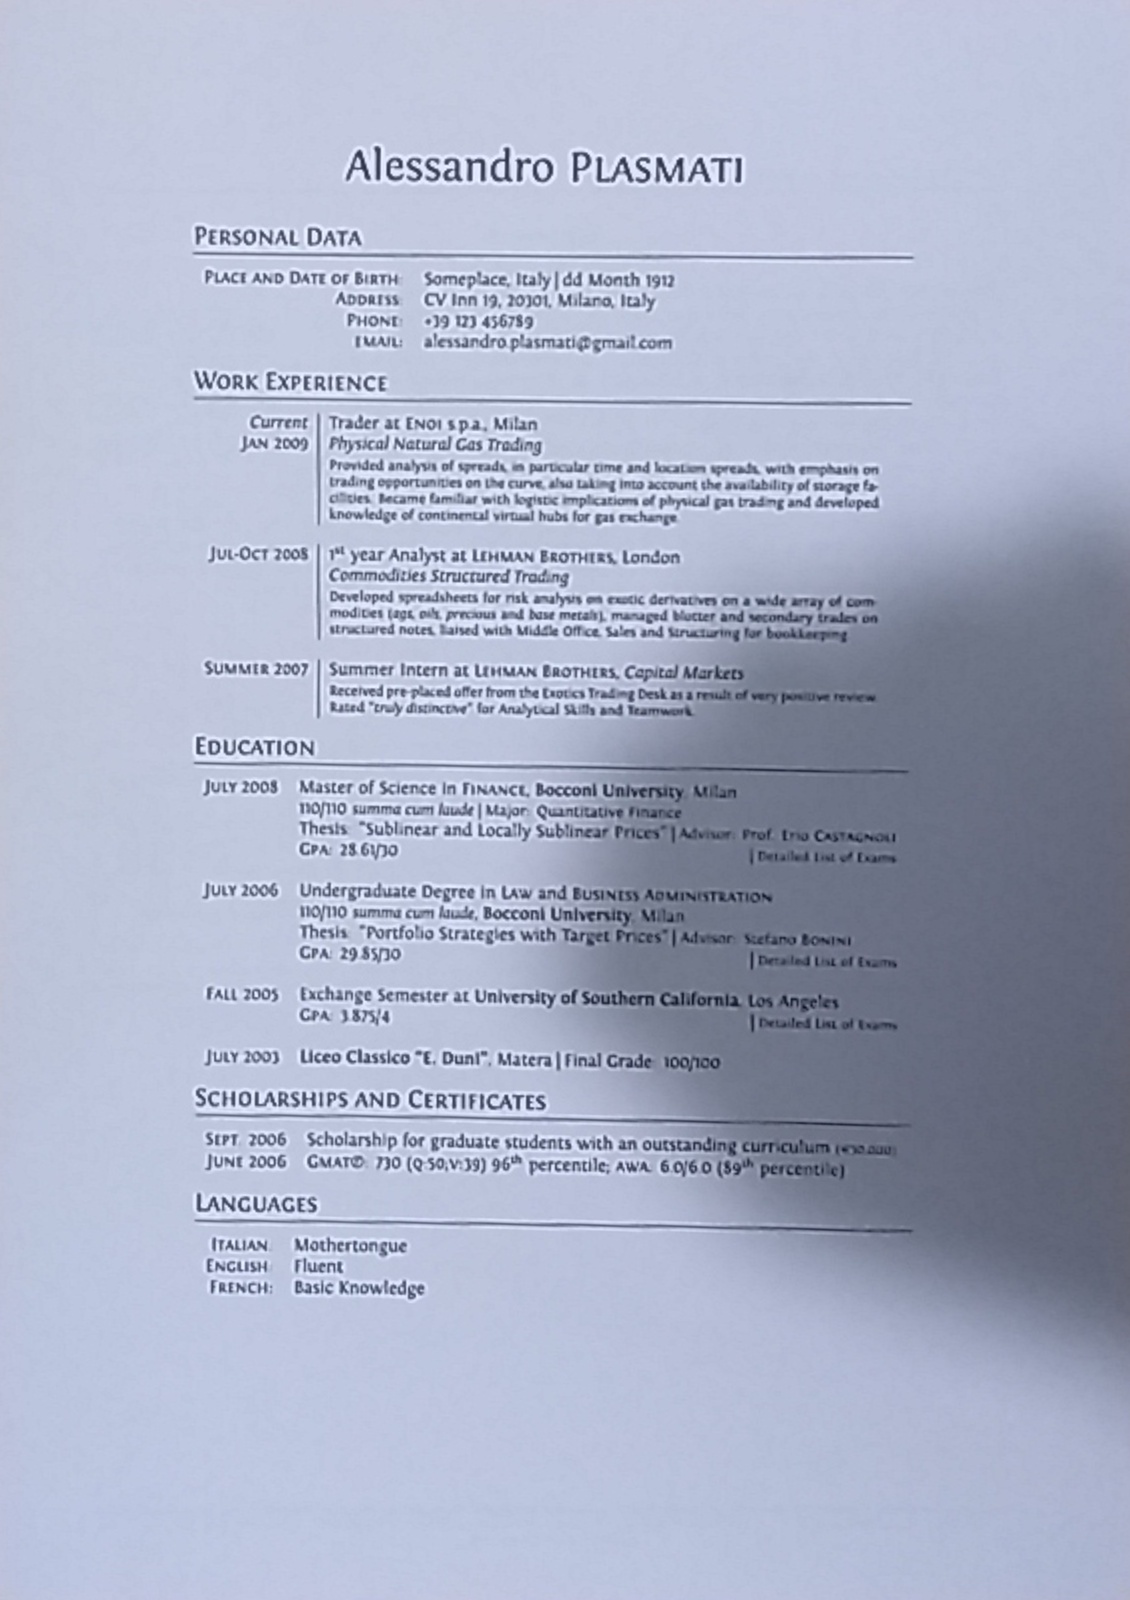 Alessandro PLASMATI
PERSONAL DATA
PLACE AND DATE OF BIRTH: Someplace, Italy | dd Month 1912
ADDRESS: CV Inn 19, 20301, Milano, Italy
PHONE: +39 123 456789
EMAIL: alessandro.plasmati@gmail.com
WORK EXPERIENCE
Current | Trader at ENOI s.p.a., Milan
JAN 2009 | Physical Natural Gas Trading
Provided analysis of spreads, in particular time and location spreads, with emphasis on
trading opportunities on the curve, also taking into account the availability of storage fa-
cilities. Became familiar with logistic implications of physical gas trading and developed
knowledge of continental virtual hubs for gas exchange.
JUL-OCT 2008 | 1st year Analyst at LEHMAN BROTHERS, London
Commodities Structured Trading
Developed spreadsheets for risk analysis on exotic derivatives on a wide array of com-
modities (ags, oils, precious and base metals), managed blotter and secondary trades on
structured notes, liaised with Middle Office, Sales and Structuring for bookkeeping.
SUMMER 2007 | Summer Intern at LEHMAN BROTHERS, Capital Markets
Received pre-placed offer from the Exotics Trading Desk as a result of very positive review.
Rated "truly distinctive" for Analytical Skills and Teamwork.
EDUCATION
JULY 2008 Master of Science in FINANCE, Bocconi University, Milan
110/110 summa cum laude | Major: Quantitative Finance
Thesis: "Sublinear and Locally Sublinear Prices" | Advisor: Prof. Erio CASTAGNOLI
GPA: 28.61/30 | Detailed List of Exams
JULY 2006 Undergraduate Degree in LAW and BUSINESS ADMINISTRATION
110/110 summa cum laude, Bocconi University, Milan
Thesis: "Portfolio Strategies with Target Prices" | Advisor: Stefano BONINI
GPA: 29.85/30 | Detailed List of Exams
FALL 2005 Exchange Semester at University of Southern California, Los Angeles
GPA: 3.875/4 | Detailed List of Exams
JULY 2003 Liceo Classico "E. Duni", Matera | Final Grade: 100/100
SCHOLARSHIPS AND CERTIFICATES
SEPT. 2006 Scholarship for graduate students with an outstanding curriculum
JUNE 2006 GMAT©: 730 (Q:50;V:39) 96th percentile; AWA: 6.0/6.0 (89th percentile)
LANGUAGES
ITALIAN: Mothertongue
ENGLISH: Fluent
FRENCH: Basic Knowledge